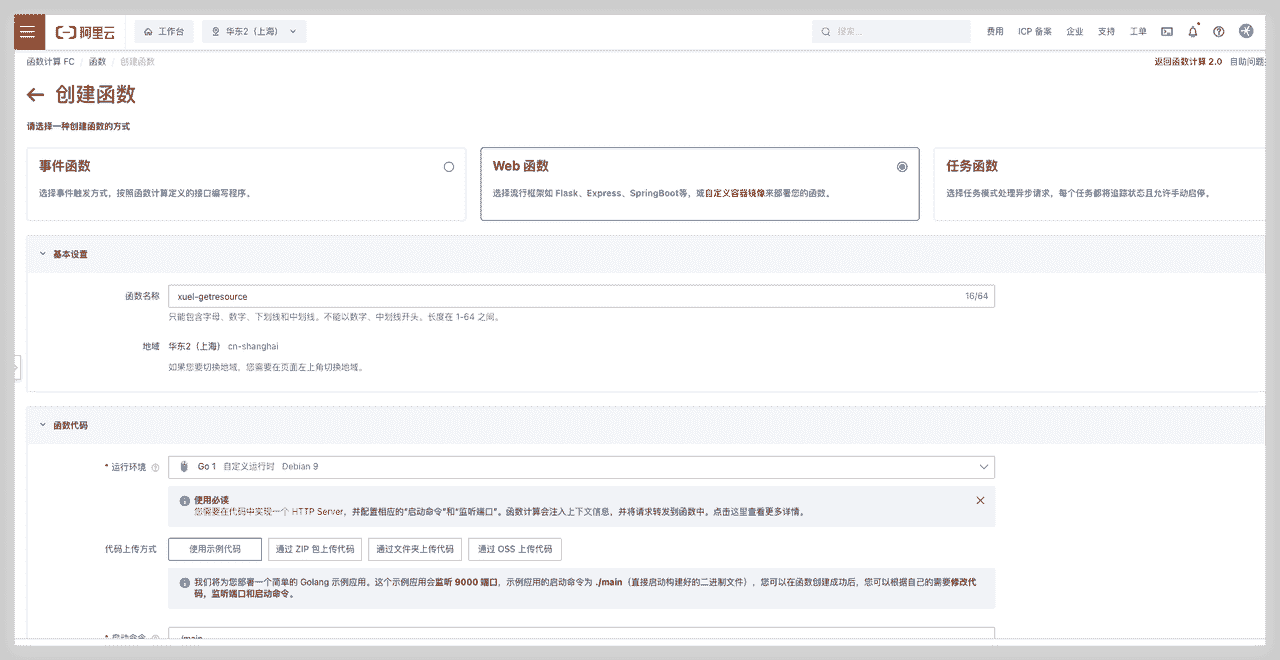 阿里云 工作台 华东2（上海） 搜索... 费用 ICP 备案 企业 支持 工单
函数计算 FC / 函数 / 创建函数 返回函数计算 2.0 自助问题
← 创建函数
请选择一种创建函数的方式
事件函数 Web 函数 任务函数
选择事件触发方式，按照函数计算定义的接口编写程序。 选择流行框架如 Flask、Express、SpringBoot等，或自定义容器镜像来部署您的函数。 选择任务模式处理异步请求，每个任务都将追踪状态且允许手动启停。
基本设置
函数名称 xuel-getresource 16/64
只能包含字母、数字、下划线和中划线。不能以数字、中划线开头。长度在 1-64 之间。
地域 华东2（上海） cn-shanghai
如果您要切换地域，您需要在页面左上角切换地域。
函数代码
* 运行环境 Go 1 自定义运行时 Debian 9
使用必读
您需要在代码中实现一个 HTTP Server，并配置相应的“启动命令”和“监听端口”。函数计算会注入上下文信息，并将请求转发到函数中。点击这里查看更多详情。
代码上传方式 使用示例代码 通过 ZIP 包上传代码 通过文件夹上传代码 通过 OSS 上传代码
我们将为您部署一个简单的 Golang 示例应用。这个示例应用会监听 9000 端口，示例应用的启动命令为 ./main（直接启动构建好的二进制文件），您可以在函数创建成功后，您可以根据自己的需要修改代
码，监听端口和启动命令。
* 启动命令 ./main